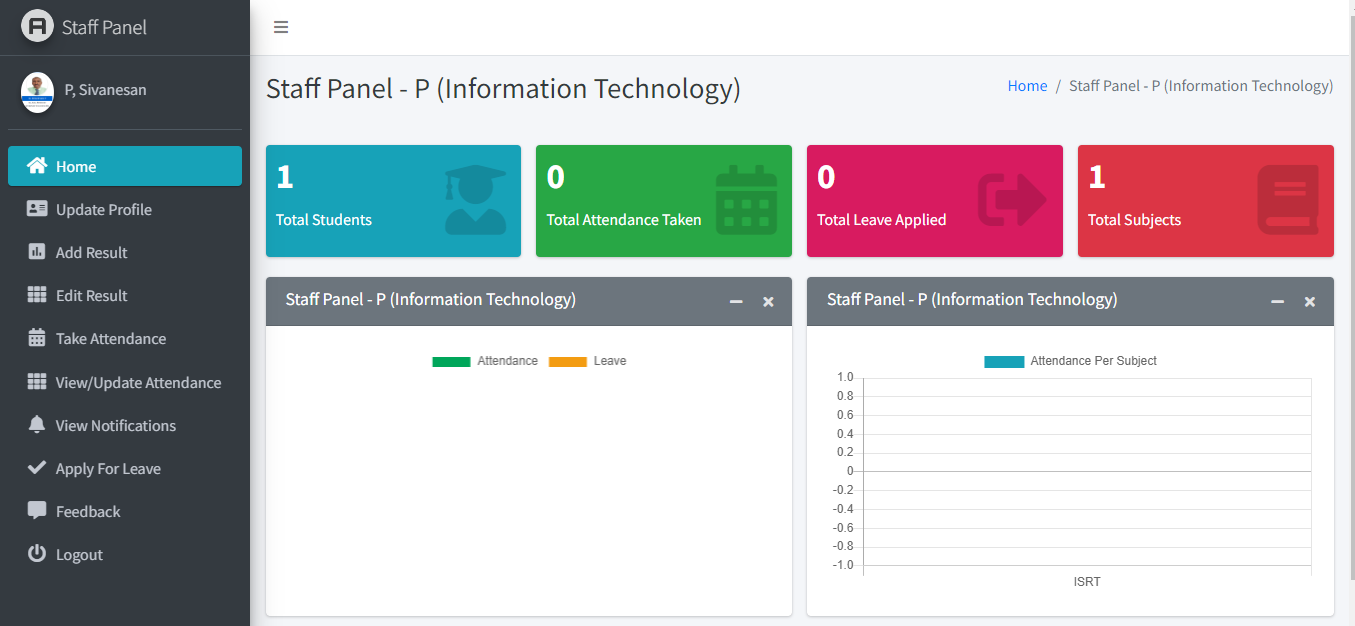 Staff Panel
P, Sivanesan
Home
Update Profile
Add Result
Edit Result
Take Attendance
View/Update Attendance
View Notifications
Apply For Leave
Feedback
Logout
Staff Panel - P (Information Technology)
Home / Staff Panel - P (Information Technology)
1
Total Students
0
Total Attendance Taken
0
Total Leave Applied
1
Total Subjects
Staff Panel - P (Information Technology)
Attendance Leave
Staff Panel - P (Information Technology)
Attendance Per Subject
1.0
0.8
0.6
0.4
0.2
0
-0.2
-0.4
-0.6
-0.8
-1.0
ISRT